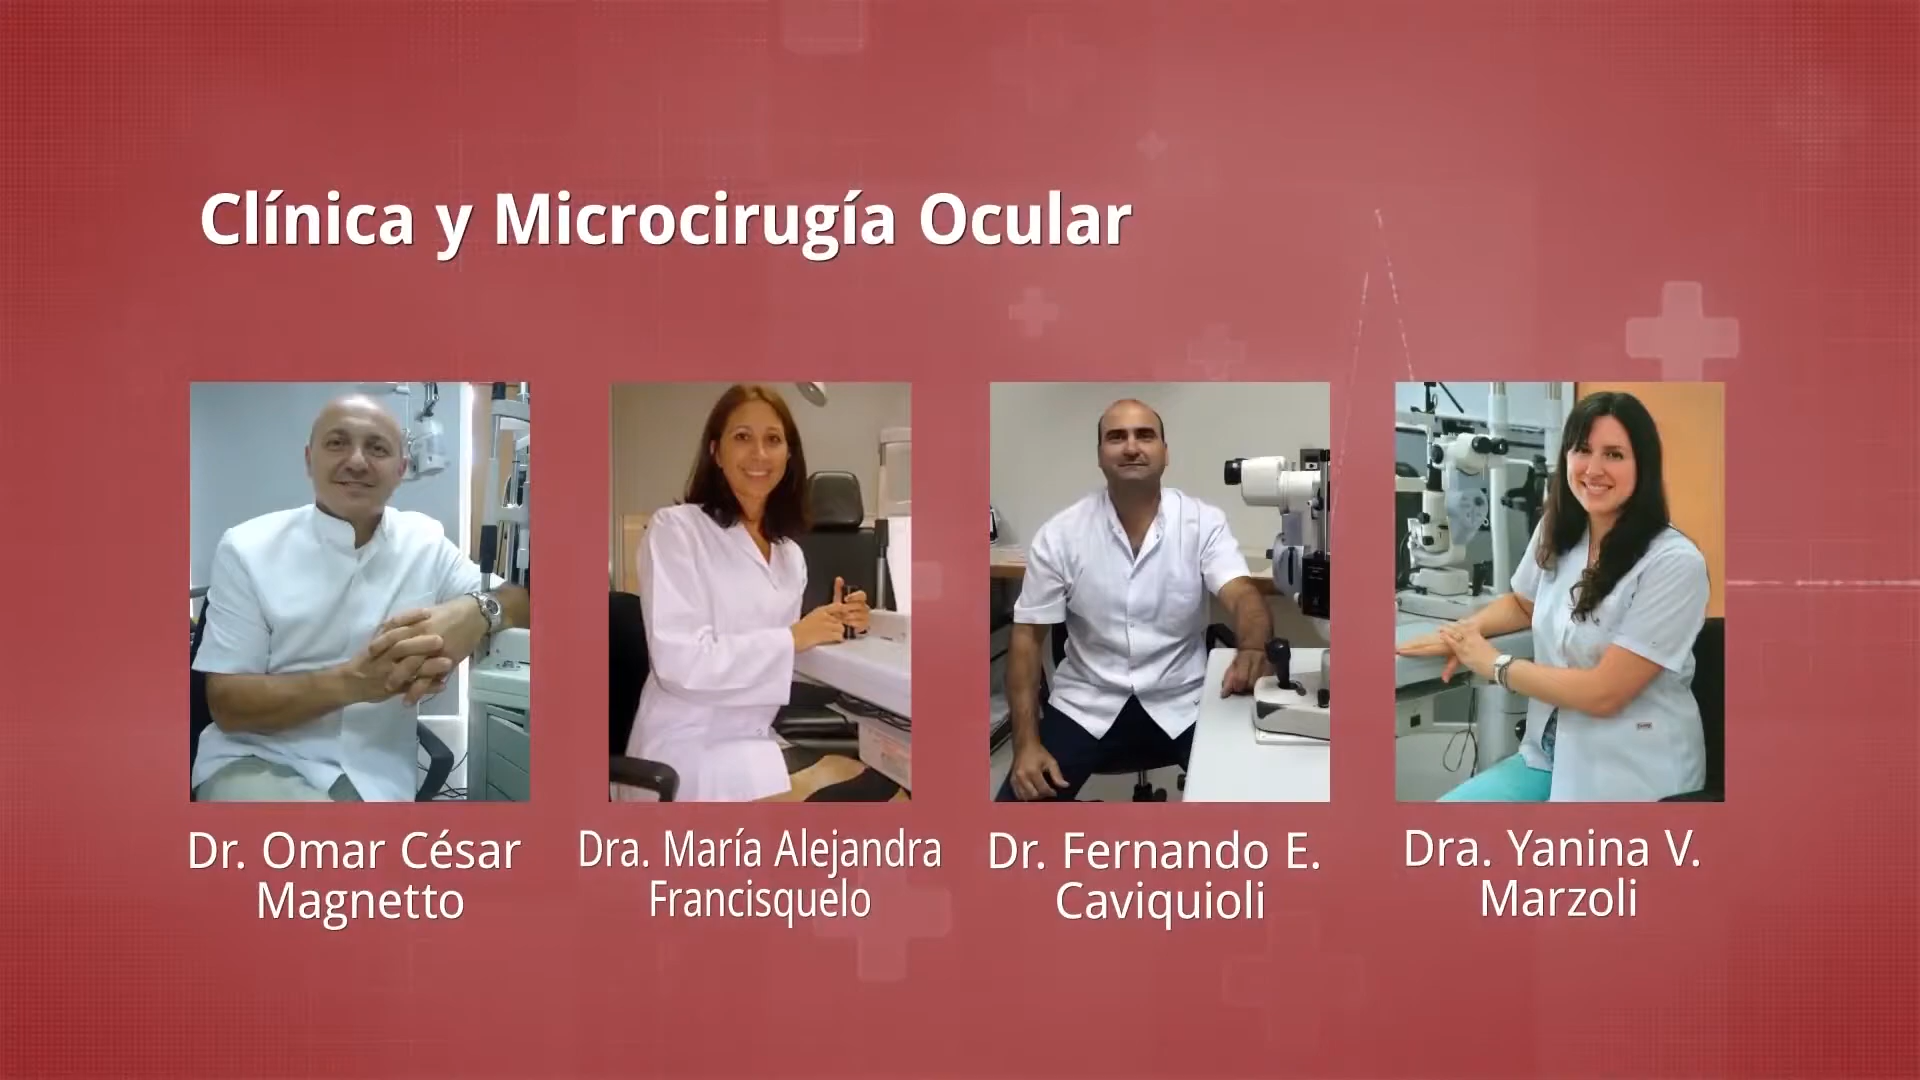 Clínica y Microcirugía Ocular
Dr. Omar César
Magnetto
Dra. María Alejandra
Francisquelo
Dr. Fernando E.
Caviquioli
Dra. Yanina V.
Marzoli